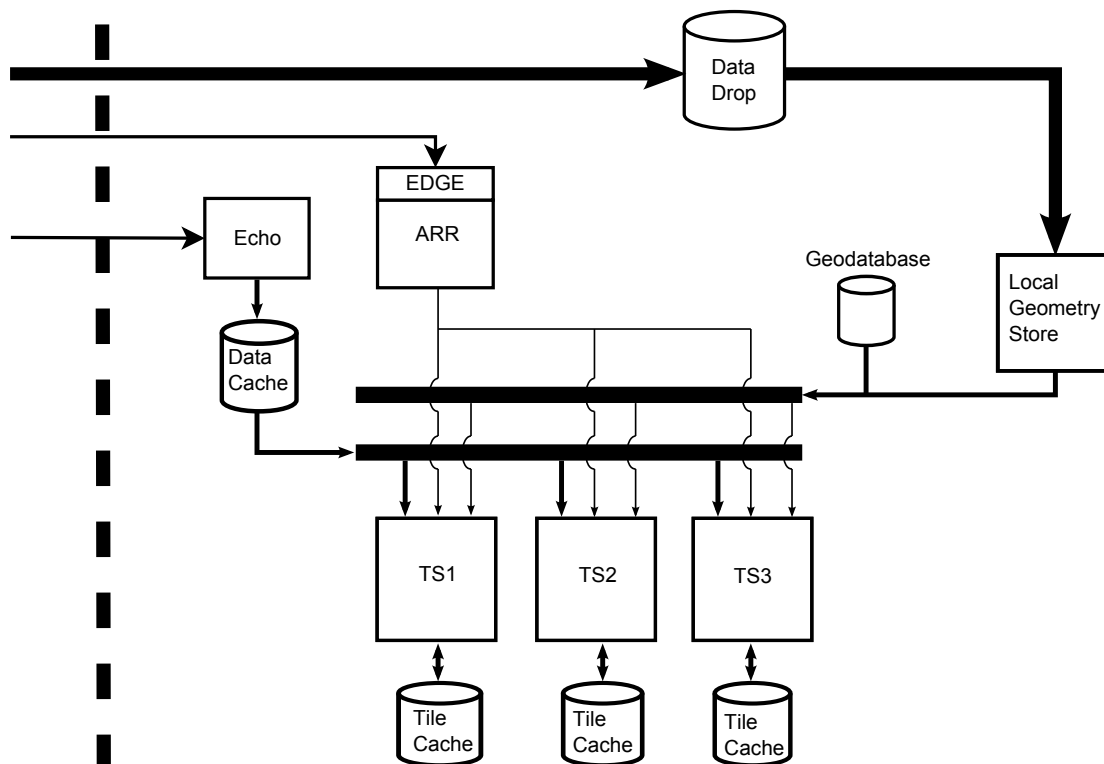 Data
Drop
EDGE
ARR
Echo
Geodatabase
Local
Geometry
Store
Data
Cache
TS1
TS2
TS3
Tile
Cache
Tile
Cache
Tile
Cache